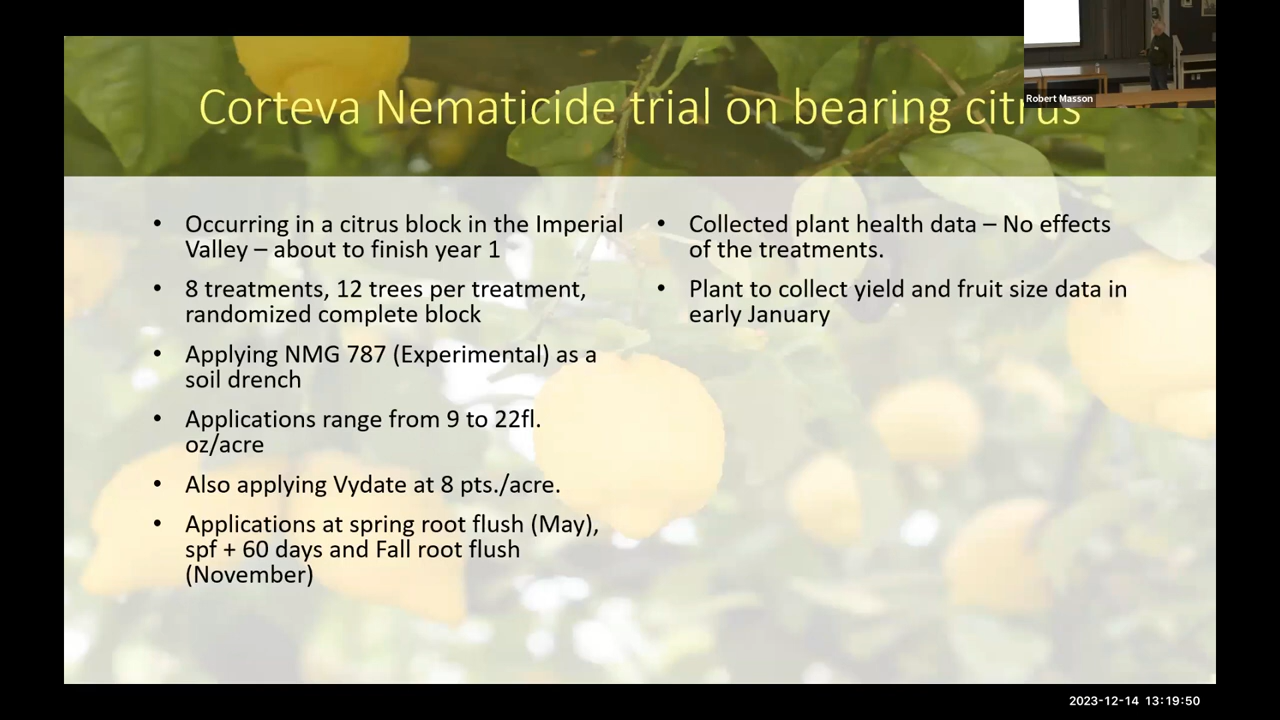 Corteva Nematicide trial on bearing citrus
Robert Masson
• Occurring in a citrus block in the Imperial
Valley – about to finish year 1
• 8 treatments, 12 trees per treatment,
randomized complete block
• Applying NMG 787 (Experimental) as a
soil drench
• Applications range from 9 to 22fl.
oz/acre
• Also applying Vydate at 8 pts./acre.
• Applications at spring root flush (May),
spf + 60 days and Fall root flush
(November)
• Collected plant health data – No effects
of the treatments.
• Plant to collect yield and fruit size data in
early January
2023-12-14 13:19:50